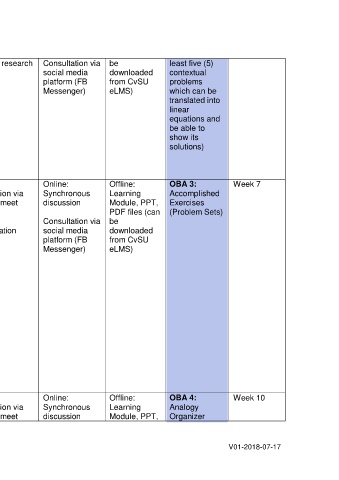 research
Consultation via
social media
platform (FB
Messenger)
be
downloaded
from CvSU
eLMS)
least five (5)
contextual
problems
which can be
translated into
linear
equations and
be able to
show its
solutions)
ion via
meet
ation
Online:
Synchronous
discussion
Consultation via
social media
platform (FB
Messenger)
Offline:
Learning
Module, PPT,
PDF files (can
be
downloaded
from CvSU
eLMS)
OBA 3:
Accomplished
Exercises
(Problem Sets)
Week 7
ion via
meet
Online:
Synchronous
discussion
Offline:
Learning
Module, PPT,
OBA 4:
Analogy
Organizer
Week 10
V01-2018-07-17